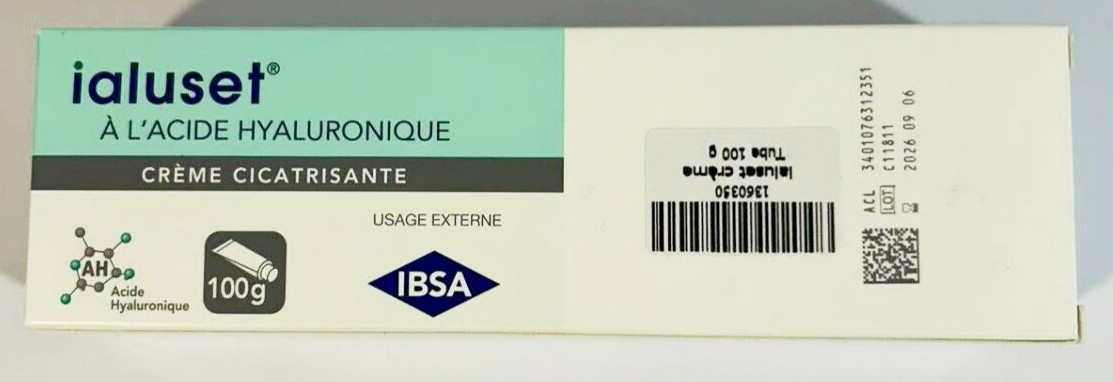 ialuset®
À L'ACIDE HYALURONIQUE
CRÈME CICATRISANTE
USAGE EXTERNE
AH
Acide
Hyaluronique
100g
IBSA
1360350
Ialuset crème
Tube 100 g
ACL 3401076312351
LOT C11811
2026 09 06